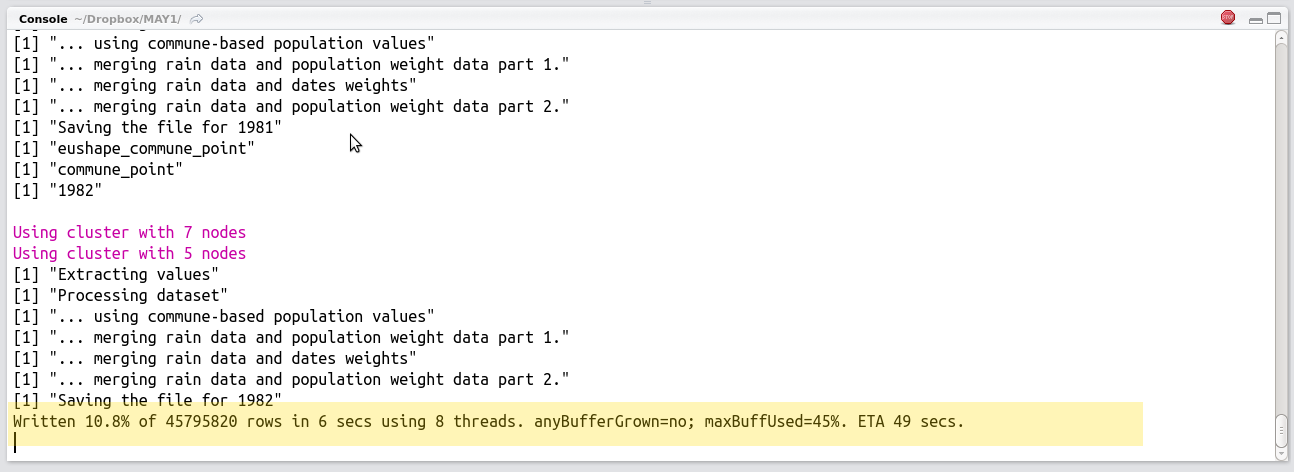 Console ~/Dropbox/MAY1/
STOP
[1] "... using commune-based population values"
[1] "... merging rain data and population weight data part 1."
[1] "... merging rain data and dates weights"
[1] "... merging rain data and population weight data part 2."
[1] "Saving the file for 1981"
[1] "eushape_commune_point"
[1] "commune_point"
[1] "1982"
Using cluster with 7 nodes
Using cluster with 5 nodes
[1] "Extracting values"
[1] "Processing dataset"
[1] "... using commune-based population values"
[1] "... merging rain data and population weight data part 1."
[1] "... merging rain data and dates weights"
[1] "... merging rain data and population weight data part 2."
[1] "Saving the file for 1982"
Written 10.8% of 45795820 rows in 6 secs using 8 threads. anyBufferGrown=no; maxBuffUsed=45%. ETA 49 secs.